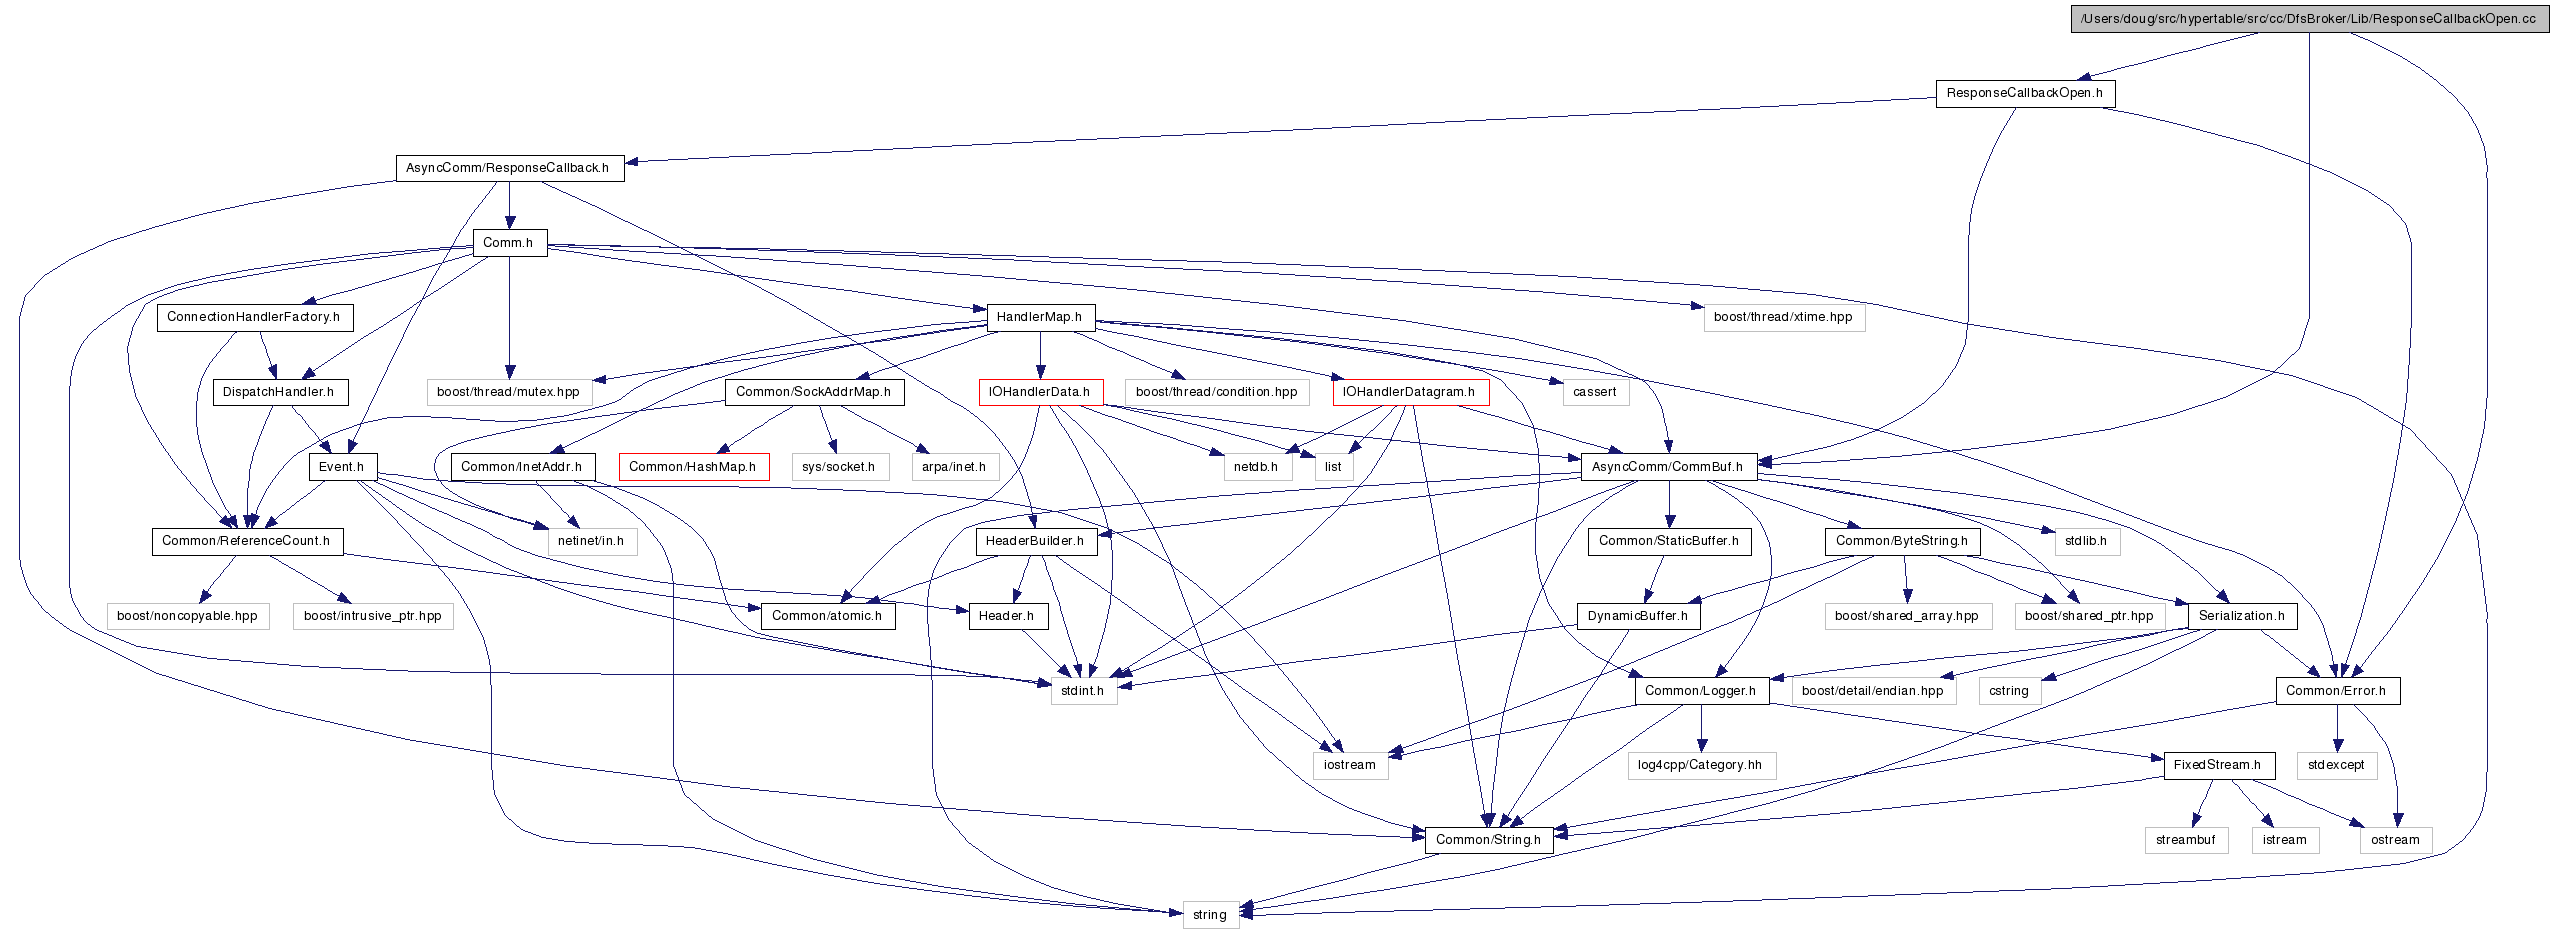 /Users/doug/src/hypertable/src/cc/DfsBroker/Lib/ResponseCallbackOpen.cc
ResponseCallbackOpen.h
AsyncComm/ResponseCallback.h
Comm.h
ConnectionHandlerFactory.h
HandlerMap.h
boost/thread/xtime.hpp
DispatchHandler.h
boost/thread/mutex.hpp
Common/SockAddrMap.h
IOHandlerData.h
boost/thread/condition.hpp
IOHandlerDatagram.h
cassert
Event.h
Common/InetAddr.h
Common/HashMap.h
sys/socket.h
arpa/inet.h
netdb.h
list
AsyncComm/CommBuf.h
Common/ReferenceCount.h
netinet/in.h
HeaderBuilder.h
Common/StaticBuffer.h
Common/ByteString.h
stdlib.h
boost/noncopyable.hpp
boost/intrusive_ptr.hpp
Common/atomic.h
Header.h
DynamicBuffer.h
boost/shared_array.hpp
boost/shared_ptr.hpp
Serialization.h
stdint.h
Common/Logger.h
boost/detail/endian.hpp
cstring
Common/Error.h
iostream
log4cpp/Category.hh
FixedStream.h
stdexcept
Common/String.h
streambuf
istream
ostream
string